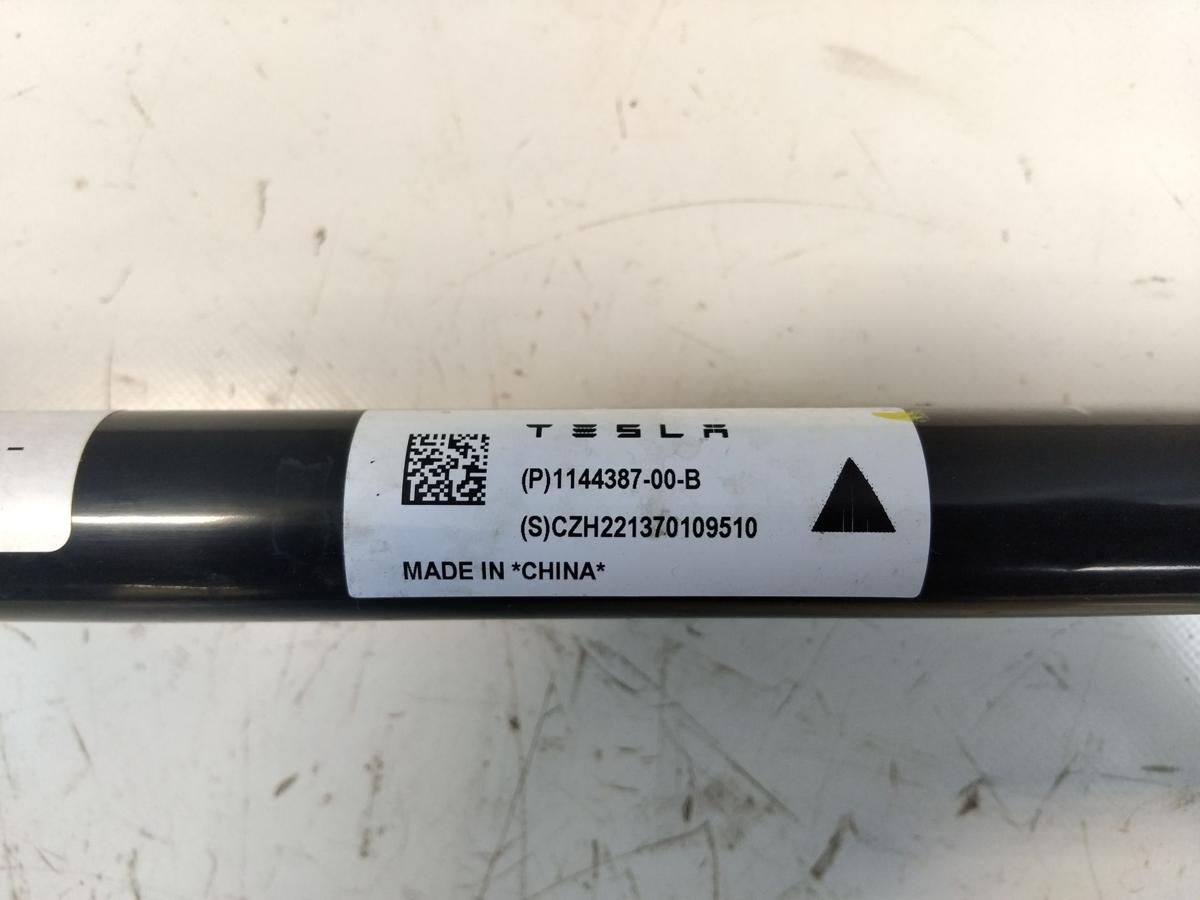 TESLA
(P)1144387-00-B
(S)CZH221370109510
MADE IN *CHINA*